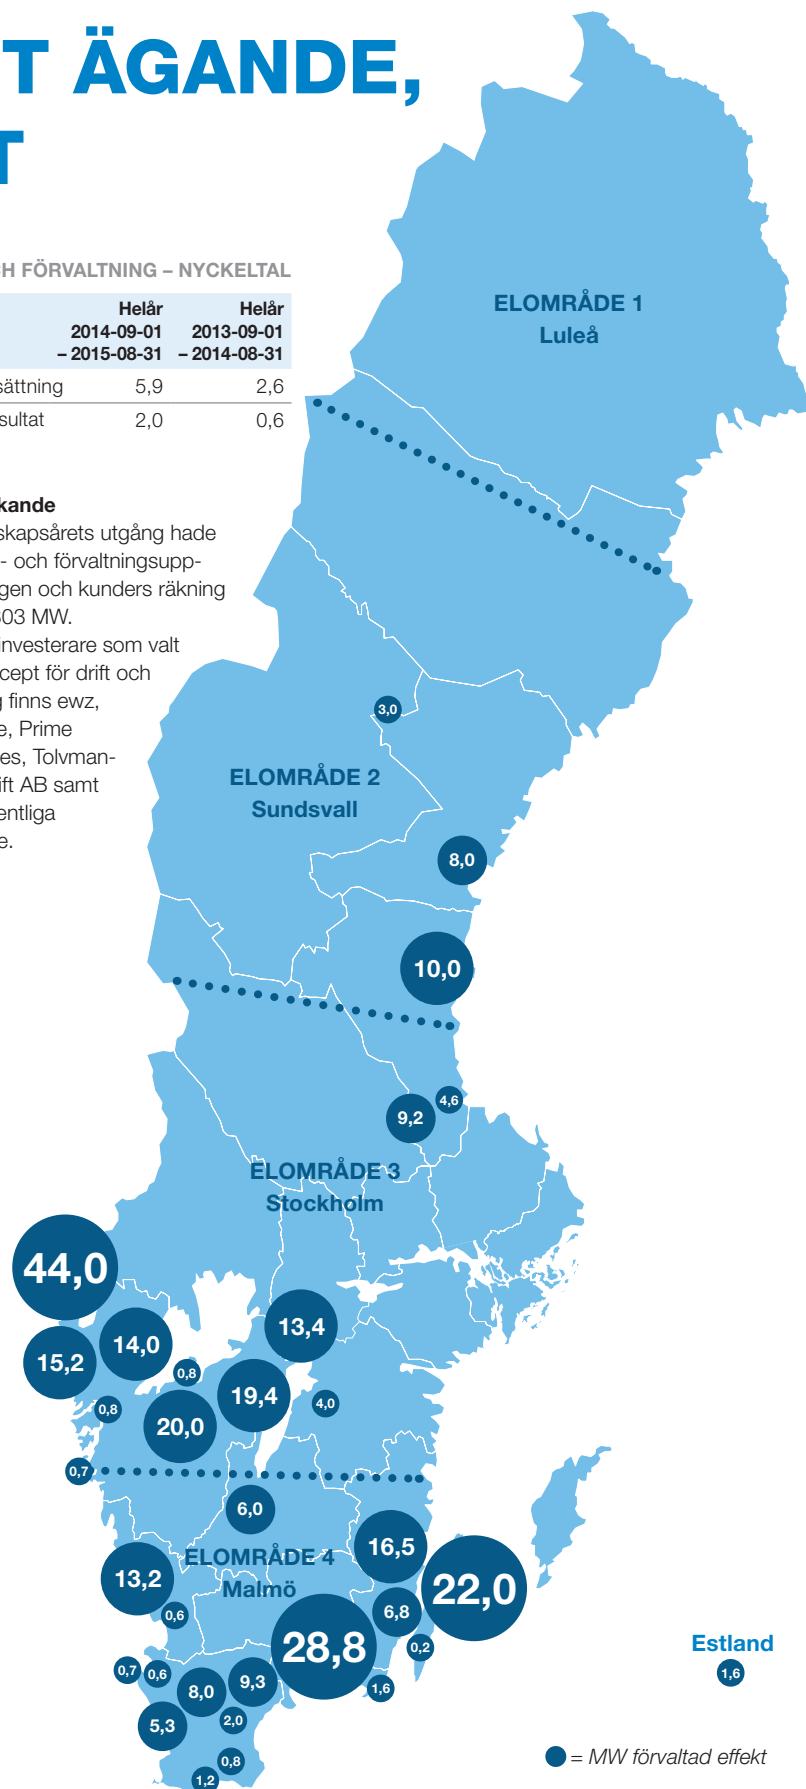 T ÄGANDE,
T
CH FÖRVALTNING – NYCKELTAL
Helår Helår
2014-09-01 2013-09-01
– 2015-08-31 – 2014-08-31
sättning 5,9 2,6
sultat 2,0 0,6
kande
skapsårets utgång hade
- och förvaltningsupp-
gen och kunders räkning
303 MW.
investerare som valt
cept för drift och
g finns ewz,
e, Prime
es, Tolvman-
ift AB samt
entliga
e.
ELOMRÅDE 1
Luleå
3,0
ELOMRÅDE 2
Sundsvall
8,0
10,0
4,6
9,2
ELOMRÅDE 3
Stockholm
44,0
13,4
14,0
15,2
0,8
19,4
4,0
0,8
20,0
0,7
6,0
16,5
ELOMRÅDE 4
Malmö
13,2
22,0
6,8
0,6
28,8
0,2
Estland
1,6
0,7
0,6
9,3
8,0
1,6
2,0
5,3
0,8
1,2
= MW förvaltad effekt